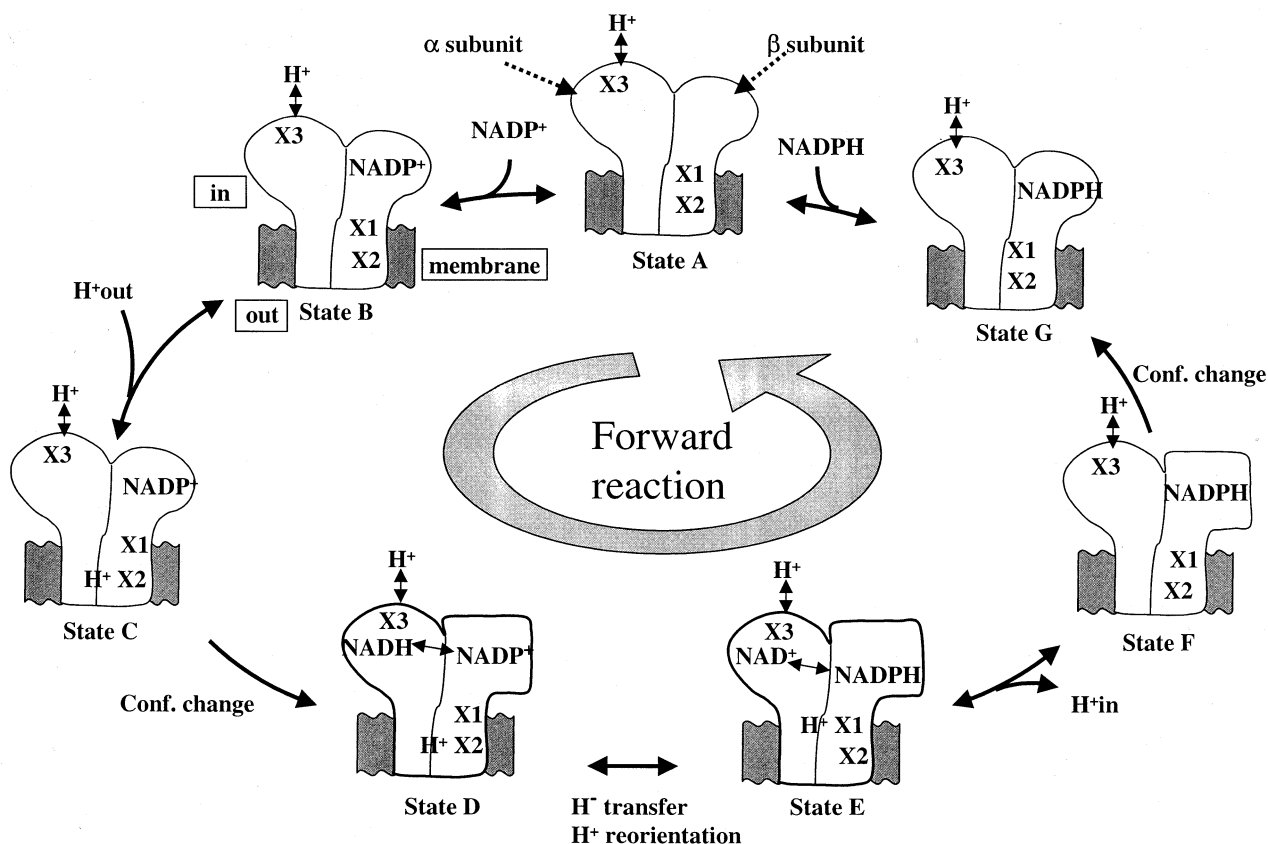 H⁺
α subunit
β subunit
X3
NADP⁺
NADPH
X1
X2
State A
H⁺
X3
NADP⁺
in
X1
X2
membrane
out
State B
H⁺
X3
NADPH
X1
X2
State G
H⁺out
H⁺
X3
NADP⁺
X1
H⁺ X2
State C
Forward
reaction
Conf. change
H⁺
X3
NADPH
X1
X2
State F
Conf. change
H⁺
X3
NADH
NADP⁺
X1
H⁺ X2
State D
H⁻ transfer
H⁺ reorientation
H⁺
X3
NAD⁺
NADPH
H⁺ X1
X2
State E
H⁺in